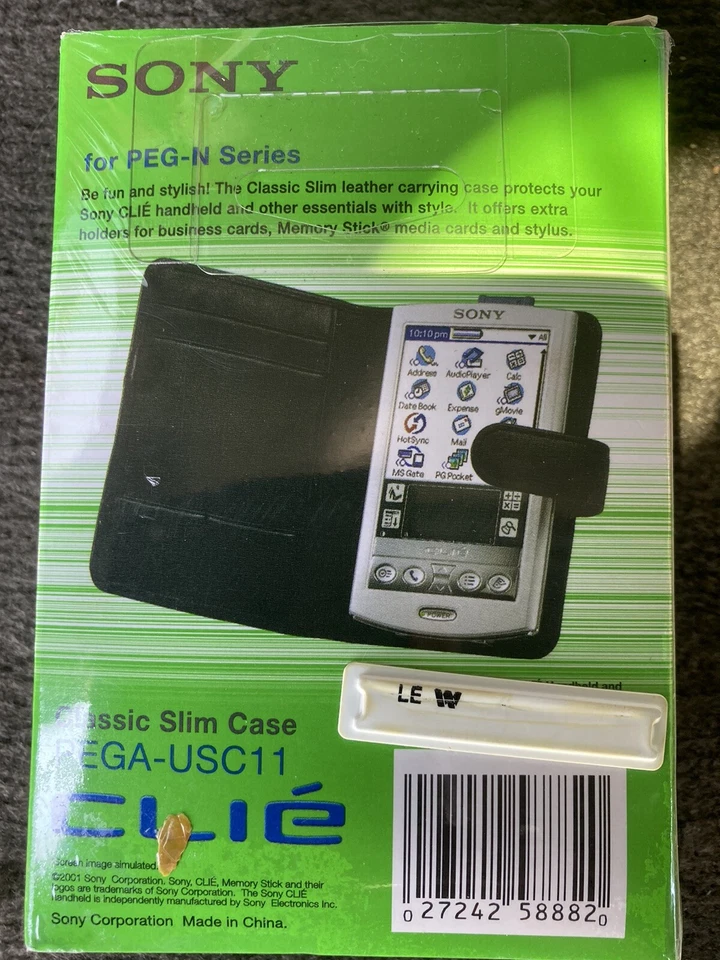 SONY
for PEG-N Series
Be fun and stylish! The Classic Slim leather carrying case protects your
Sony CLIÉ handheld and other essentials with style. It offers extra
holders for business cards, Memory Stick® media cards and stylus.
SONY
10:10 pm
All
Address AudioPlayer Calc
Date Book Expense gMovie
HotSync Mail
MS Gate PG Pocket
CLIÉ
POWER
handheld and
LE W
Classic Slim Case
PEGA-USC11
CLIÉ
Screen image simulated.
©2001 Sony Corporation. Sony, CLIE, Memory Stick and their
logos are trademarks of Sony Corporation. The Sony CLIE
handheld is independently manufactured by Sony Electronics Inc.
Sony Corporation Made in China.
0 27242 58882 0